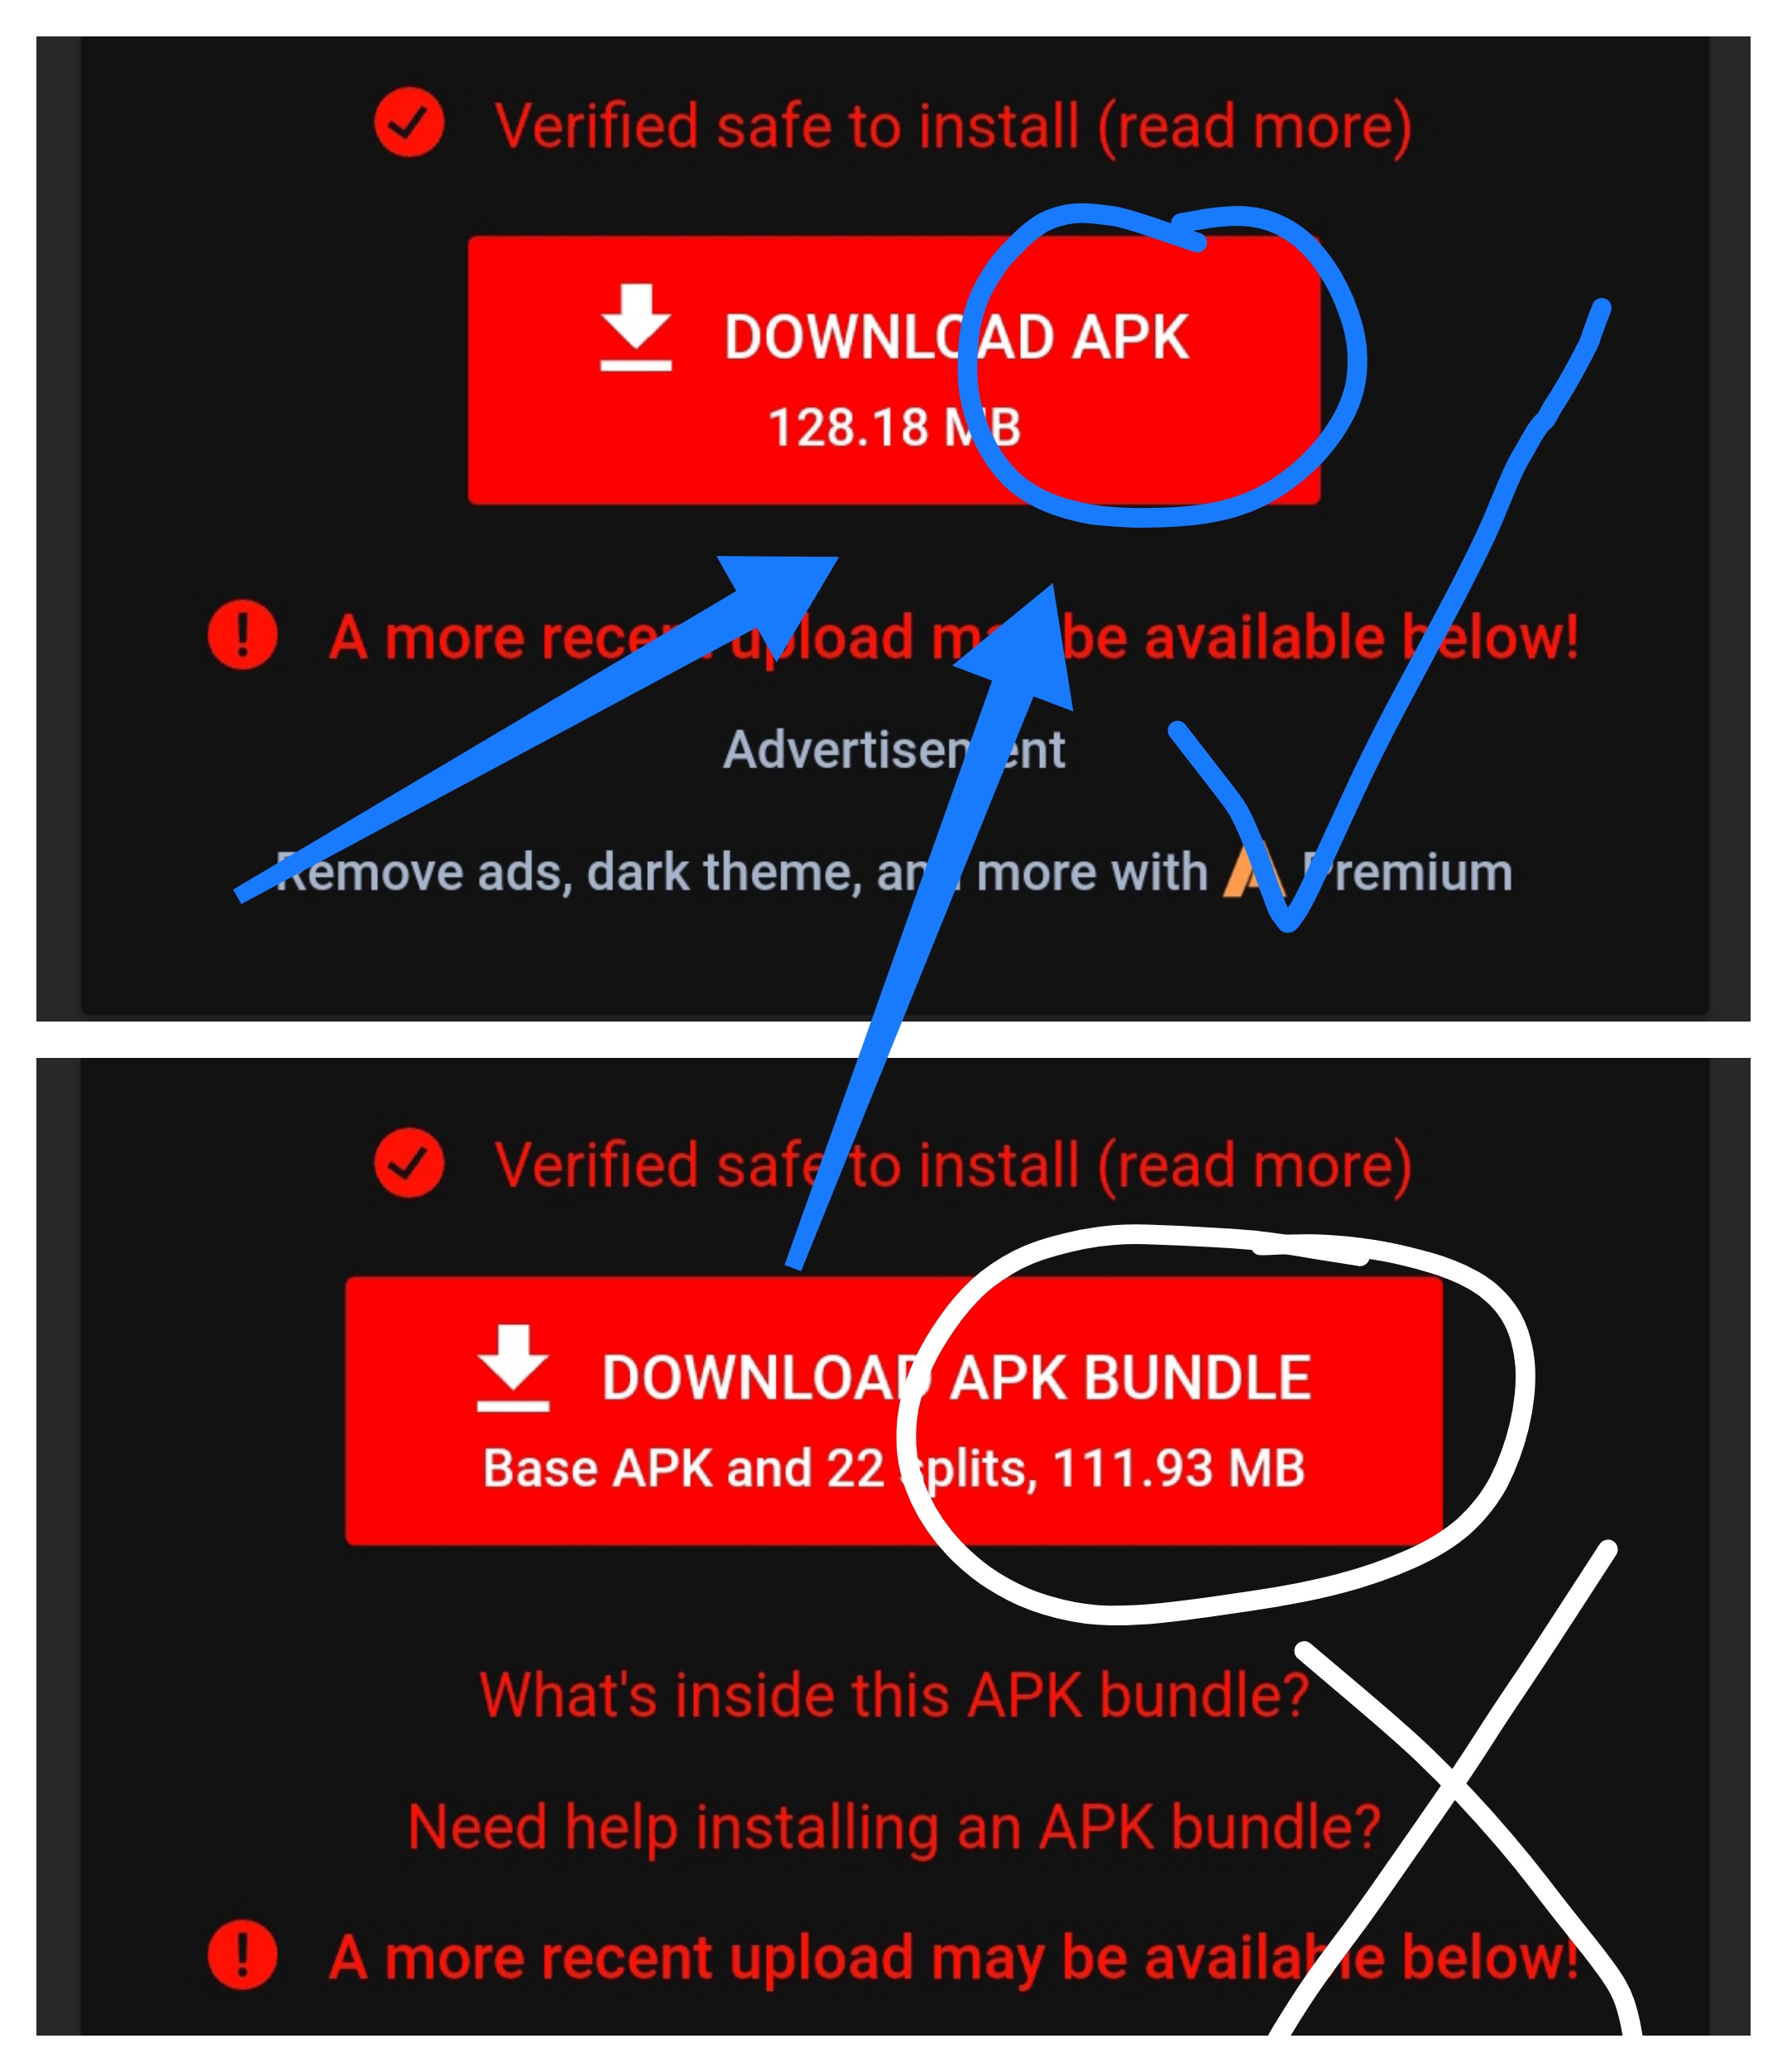 Verified safe to install (read more)
DOWNLOAD APK
128.18 MB
A more recent upload may be available below!
Advertisement
Remove ads, dark theme, and more with Premium
Verified safe to install (read more)
DOWNLOAD APK BUNDLE
Base APK and 22 splits, 111.93 MB
What's inside this APK bundle?
Need help installing an APK bundle?
A more recent upload may be available below!